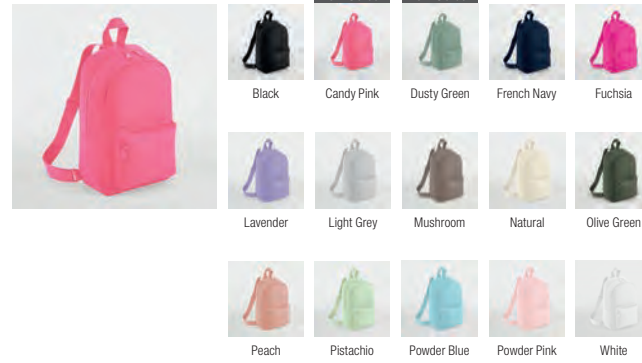 Black Candy Pink Dusty Green French Navy Fuchsia
Lavender Light Grey Mushroom Natural Olive Green
Peach Pistachio Powder Blue Powder Pink White